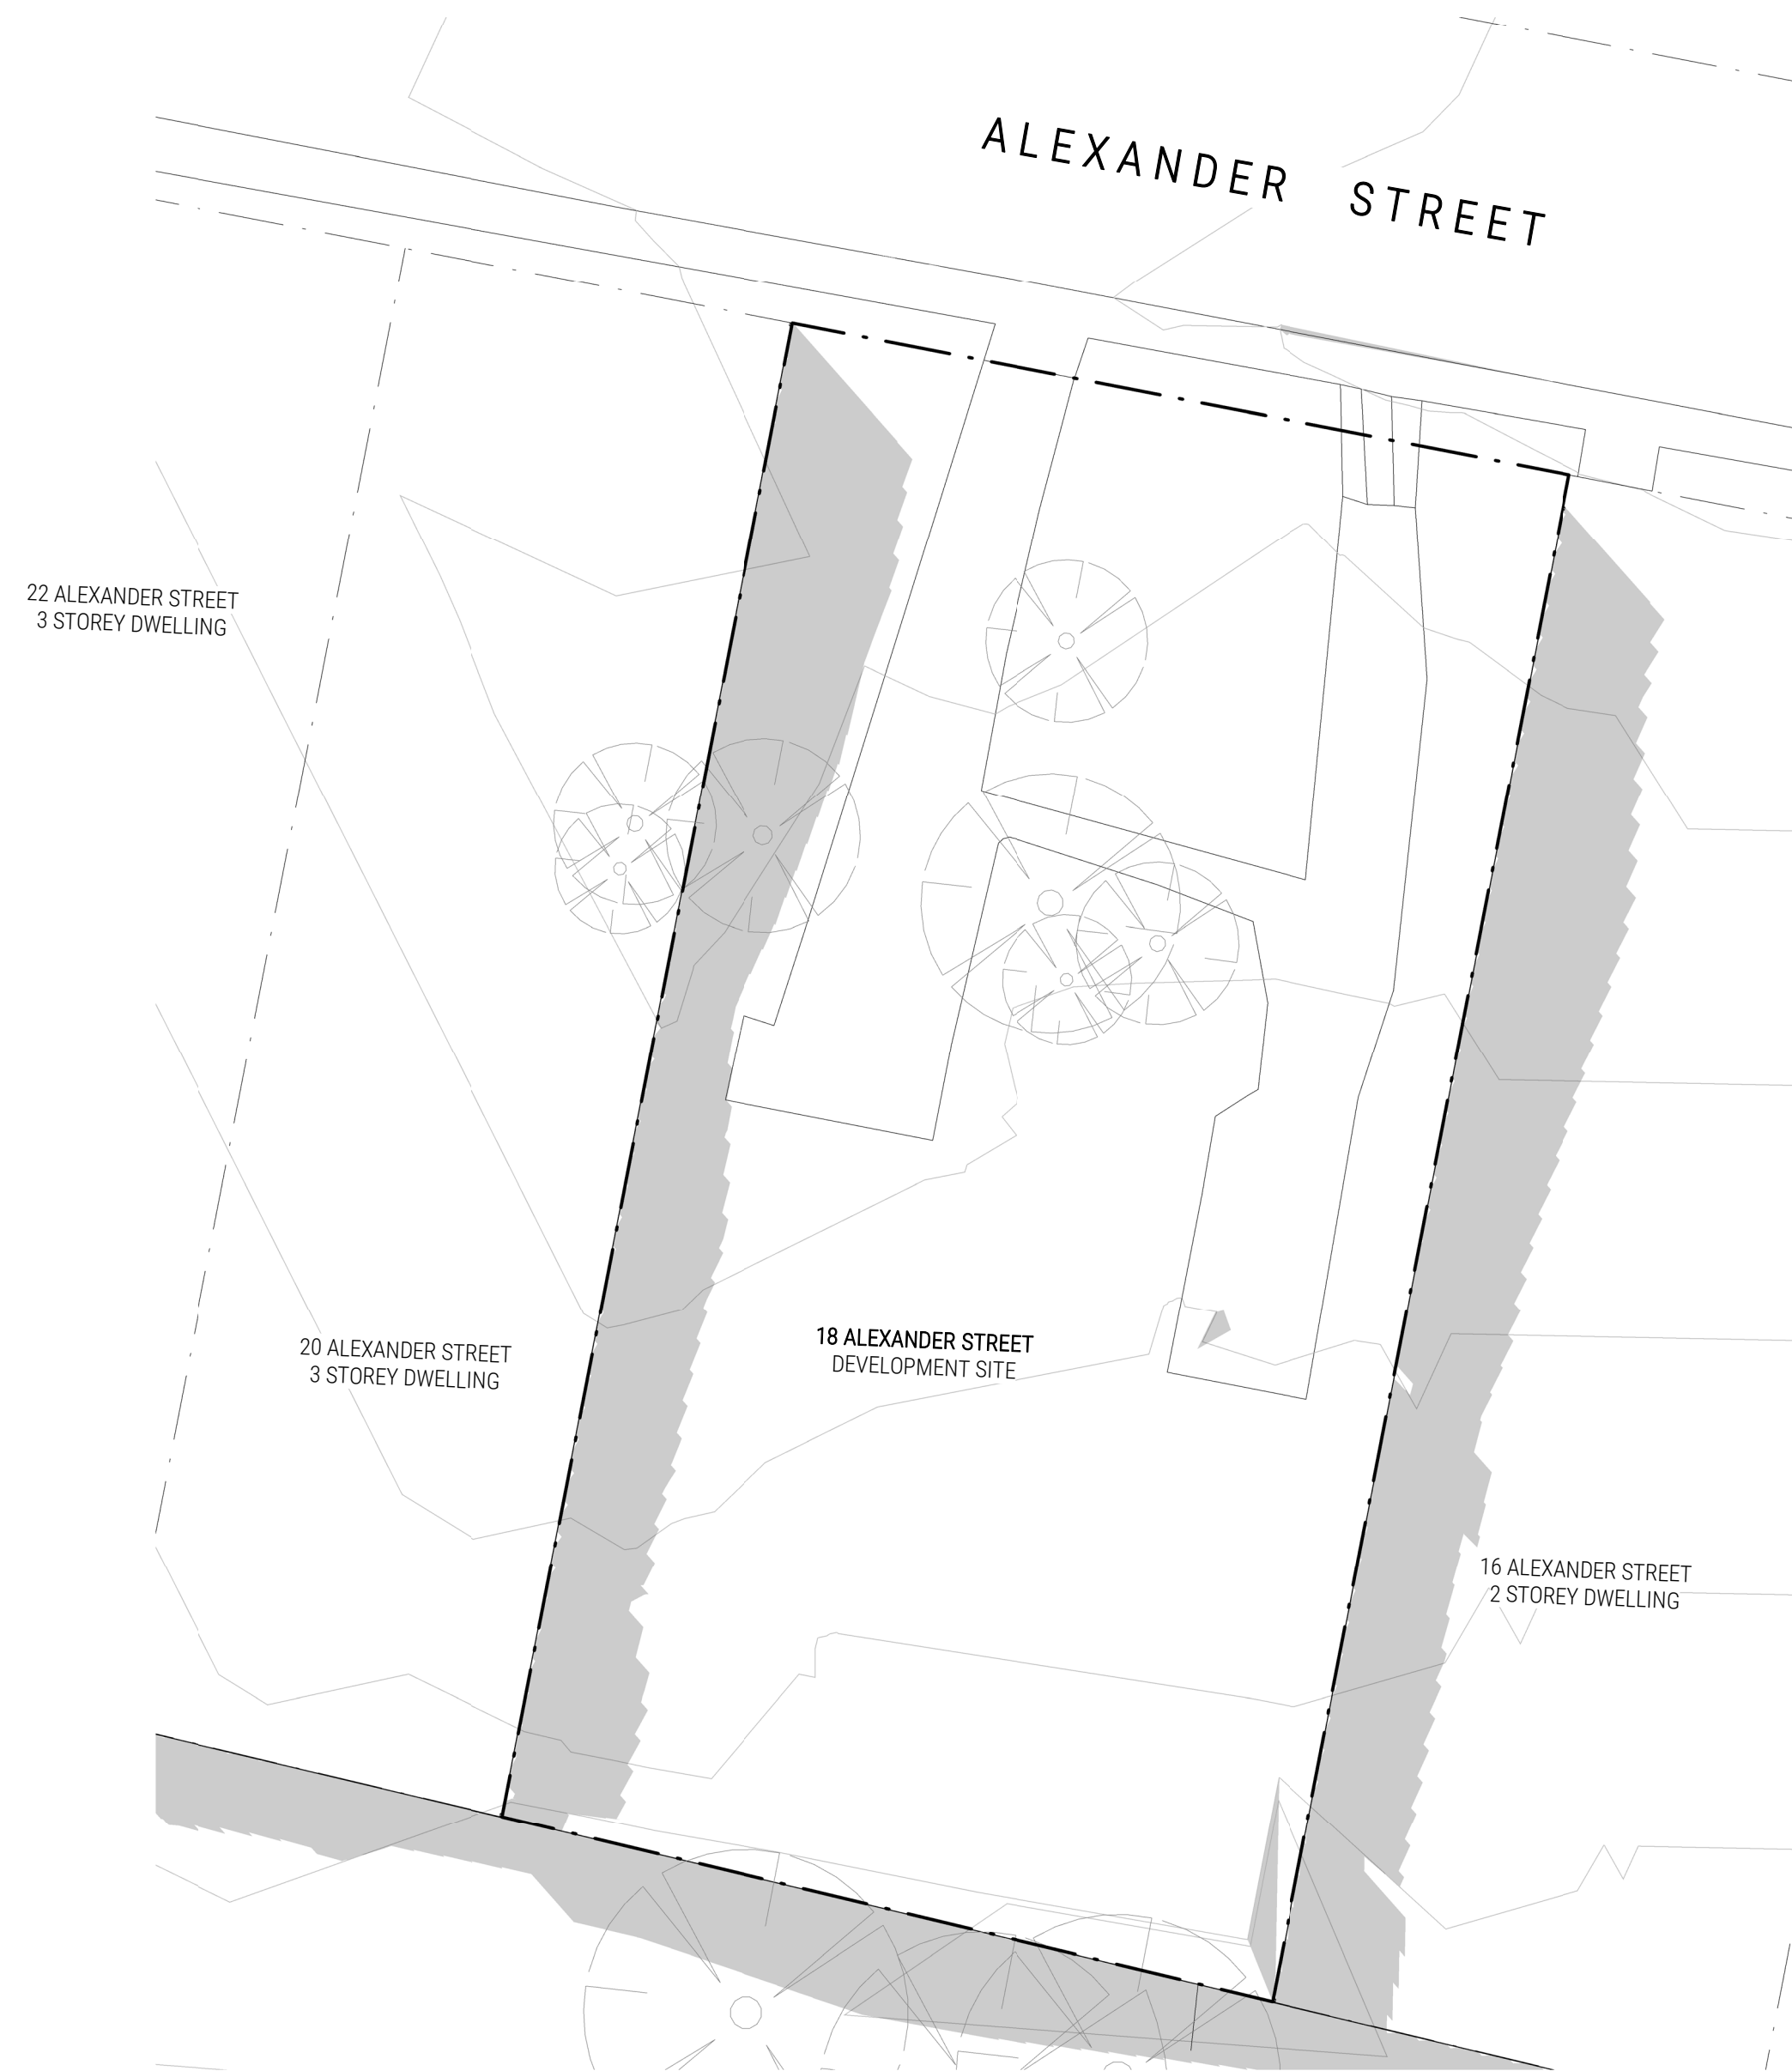 ALEXANDER STREET
22 ALEXANDER STREET
3 STOREY DWELLING
20 ALEXANDER STREET
3 STOREY DWELLING
18 ALEXANDER STREET
DEVELOPMENT SITE
16 ALEXANDER STREET
2 STOREY DWELLING